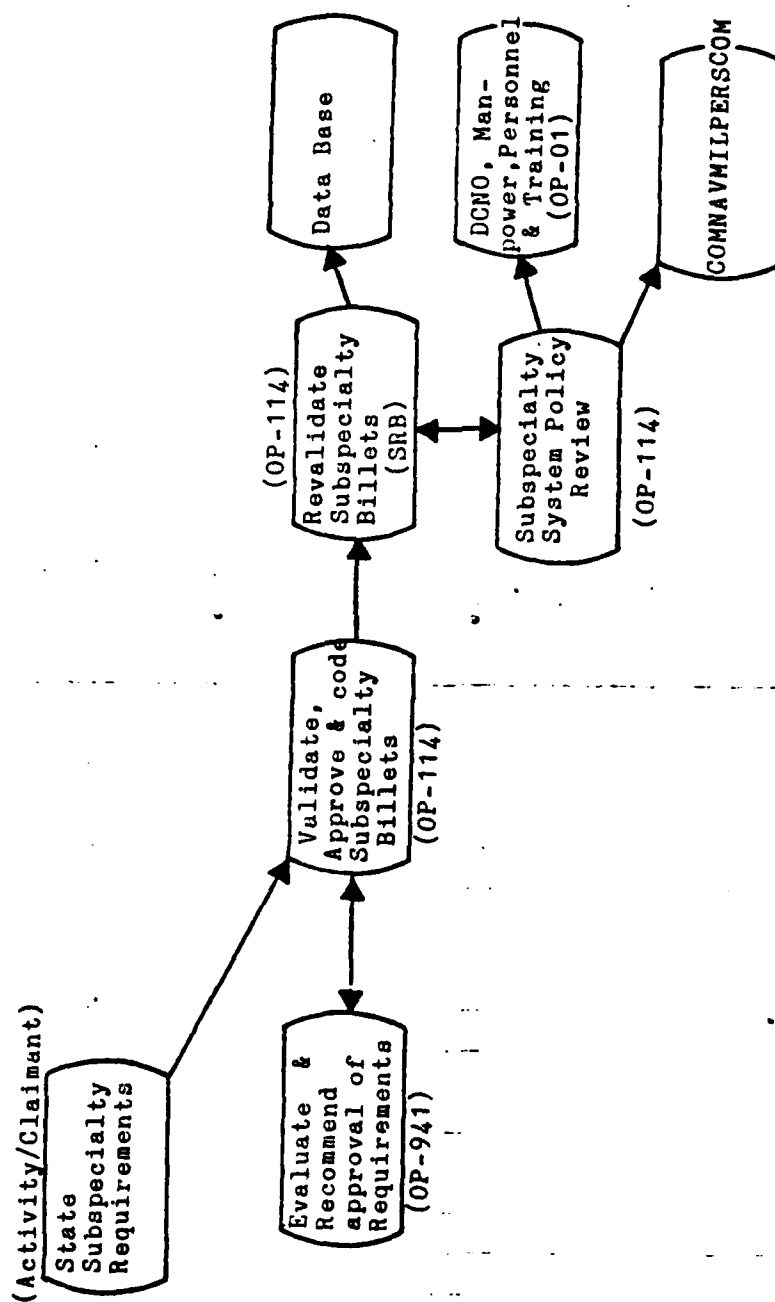 (Activity/Claimant)
State
Subspecialty
Requirements
Evaluate &
Recommend
approval of
Requirements
(OP-941)
Validate,
Approve & code
Subspecialty
Billets
(OP-114)
(OP-114)
Revalidate
Subspecialty
Billets
(SRB)
Data Base
Subspecialty
System Policy
Review
(OP-114)
DCNO, Man-
power,Personnel
& Training
(OP-01)
COMNAVMILPERSCOM